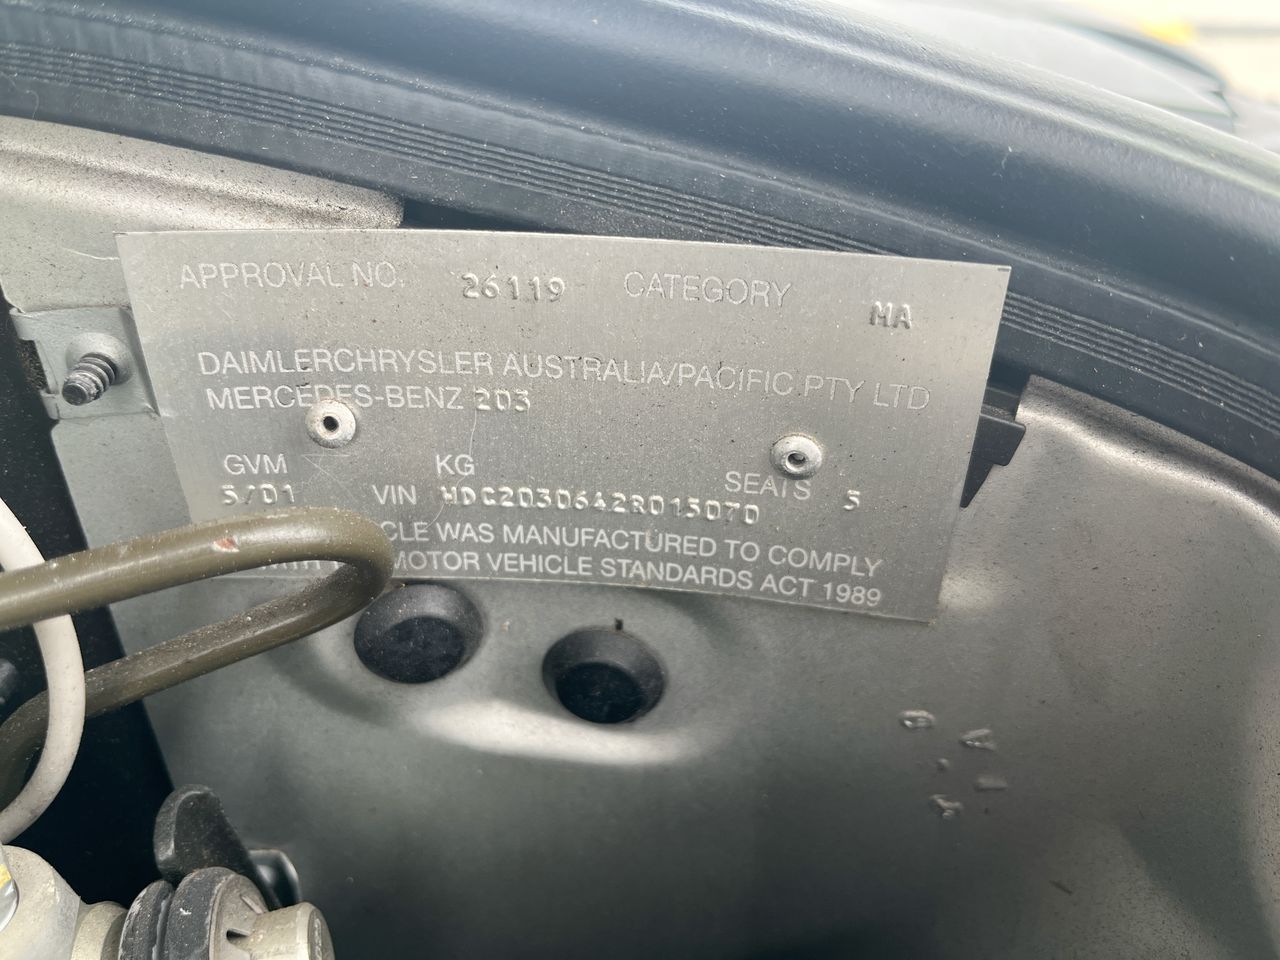 APPROVAL NO. 26119 CATEGORY MA
DAIMLERCHRYSLER AUSTRALIA/PACIFIC PTY LTD
MERCEDES-BENZ 203
GVM KG SEATS 5
5/01 VIN WDC2030642R015070
CLE WAS MANUFACTURED TO COMPLY
MOTOR VEHICLE STANDARDS ACT 1989